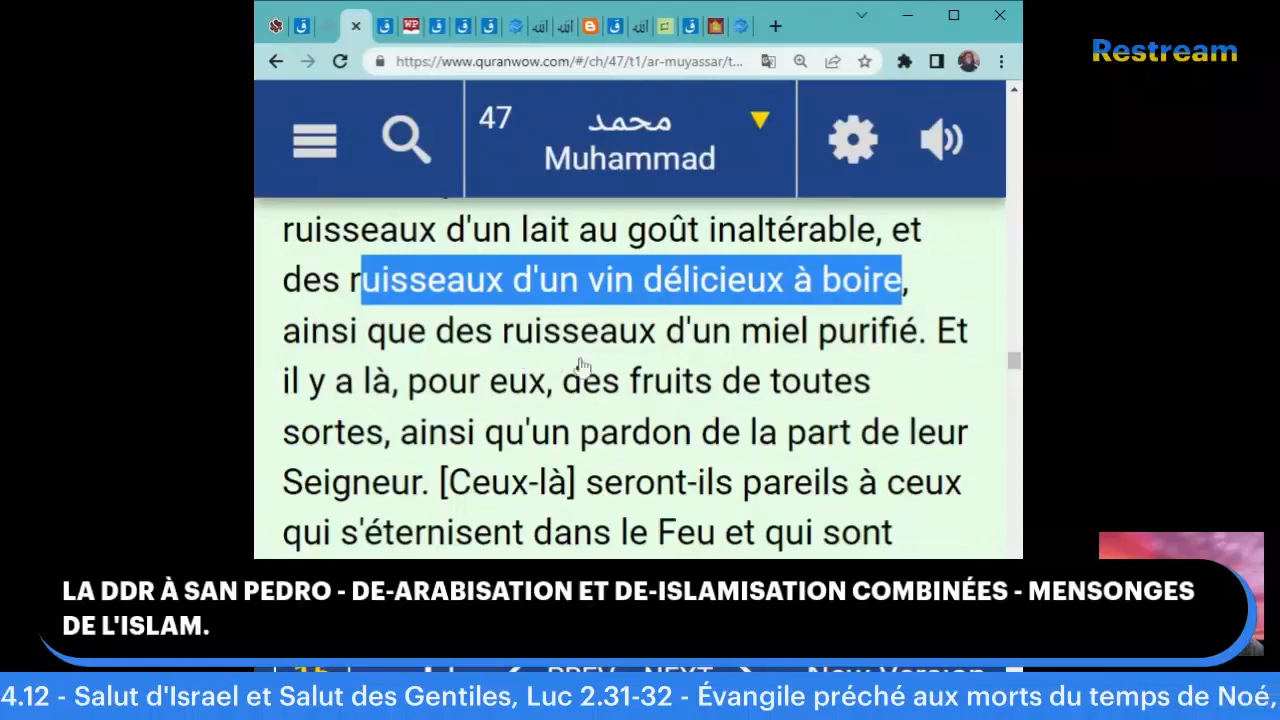 https://www.quranwow.com/#/ch/47/t1/ar-muyassar/t...
Restream
47
محمد
Muhammad
ruisseaux d'un lait au goût inaltérable, et
des ruisseaux d'un vin délicieux à boire,
ainsi que des ruisseaux d'un miel purifié. Et
il y a là, pour eux, des fruits de toutes
sortes, ainsi qu'un pardon de la part de leur
Seigneur. [Ceux-là] seront-ils pareils à ceux
qui s'éternisent dans le Feu et qui sont
LA DDR À SAN PEDRO - DE-ARABISATION ET DE-ISLAMISATION COMBINÉES - MENSONGES
DE L'ISLAM.
PREV NEXT New Version
4.12 - Salut d'Israel et Salut des Gentiles, Luc 2.31-32 - Évangile préché aux morts du temps de Noé,